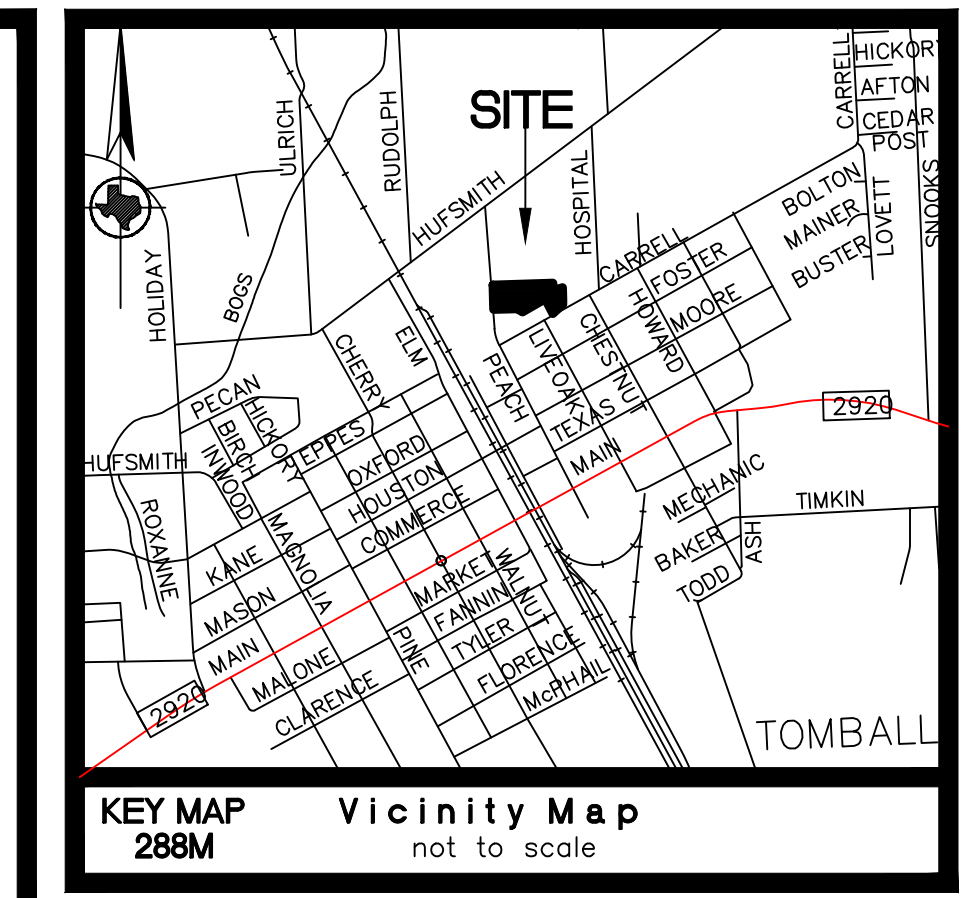 CARRELL
HICKORY
AFTON
CEDAR
POST
SITE
ULRICH
RUDOLPH
HUFSMITH
HOSPITAL
BOLTON
MAINER
BUSTER
LOVETT
SNOOKS
HOLIDAY
BOGS
CARRELL
FOSTER
MOORE
HOWARD
CHERRY
ELM
PEACH
LIVEOAK
CHESTNUT
PECAN
HICKORY
BIRCH
INWOOD
EPPES
OXFORD
HOUSTON
COMMERCE
TEXAS
MAIN
2920
HUFSMITH
ROXANNE
MECHANIC
TIMKIN
BAKER
ASH
TODD
KANE
MAGNOLIA
MASON
MAIN
MARKET
WALNUT
FANNIN
TYLER
PINE
FLORENCE
McPHAIL
MALONE
CLARENCE
2920
TOMBALL
KEY MAP
288M
Vicinity Map
not to scale